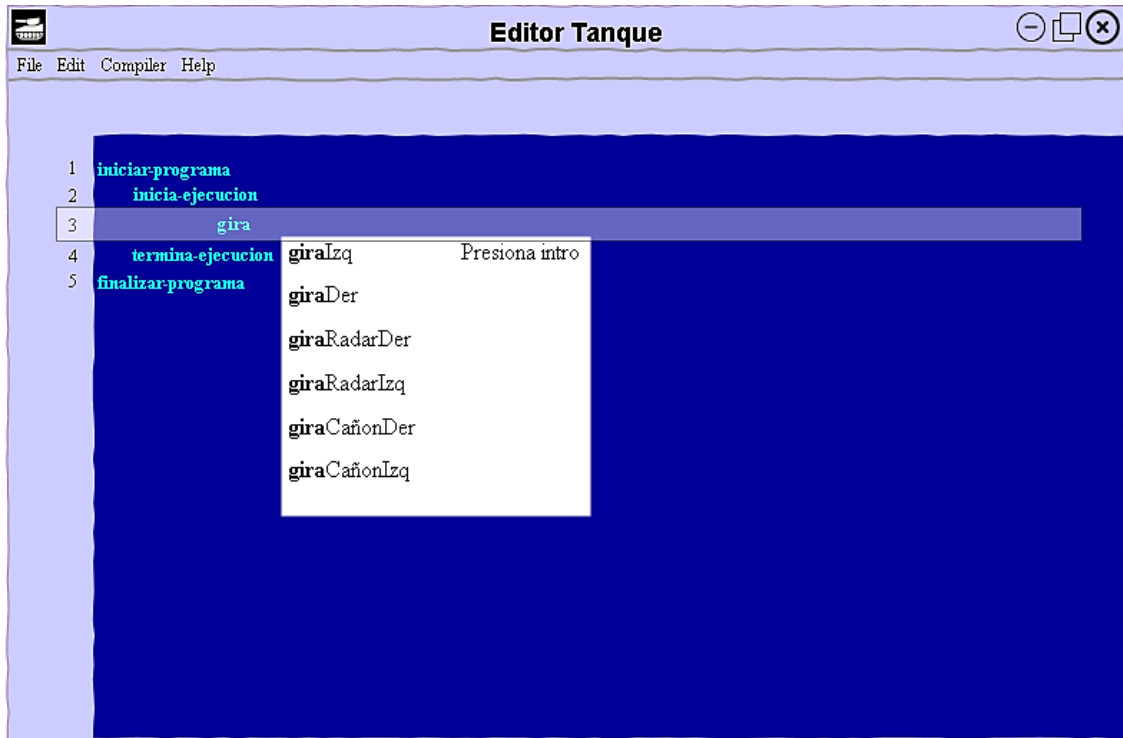 Editor Tanque
File Edit Compiler Help
1 iniciar-programa
2 inicia-ejecucion
3 gira
4 termina-ejecucion
5 finalizar-programa
giraIzq Presiona intro
giraDer
giraRadarDer
giraRadarIzq
giraCañonDer
giraCañonIzq